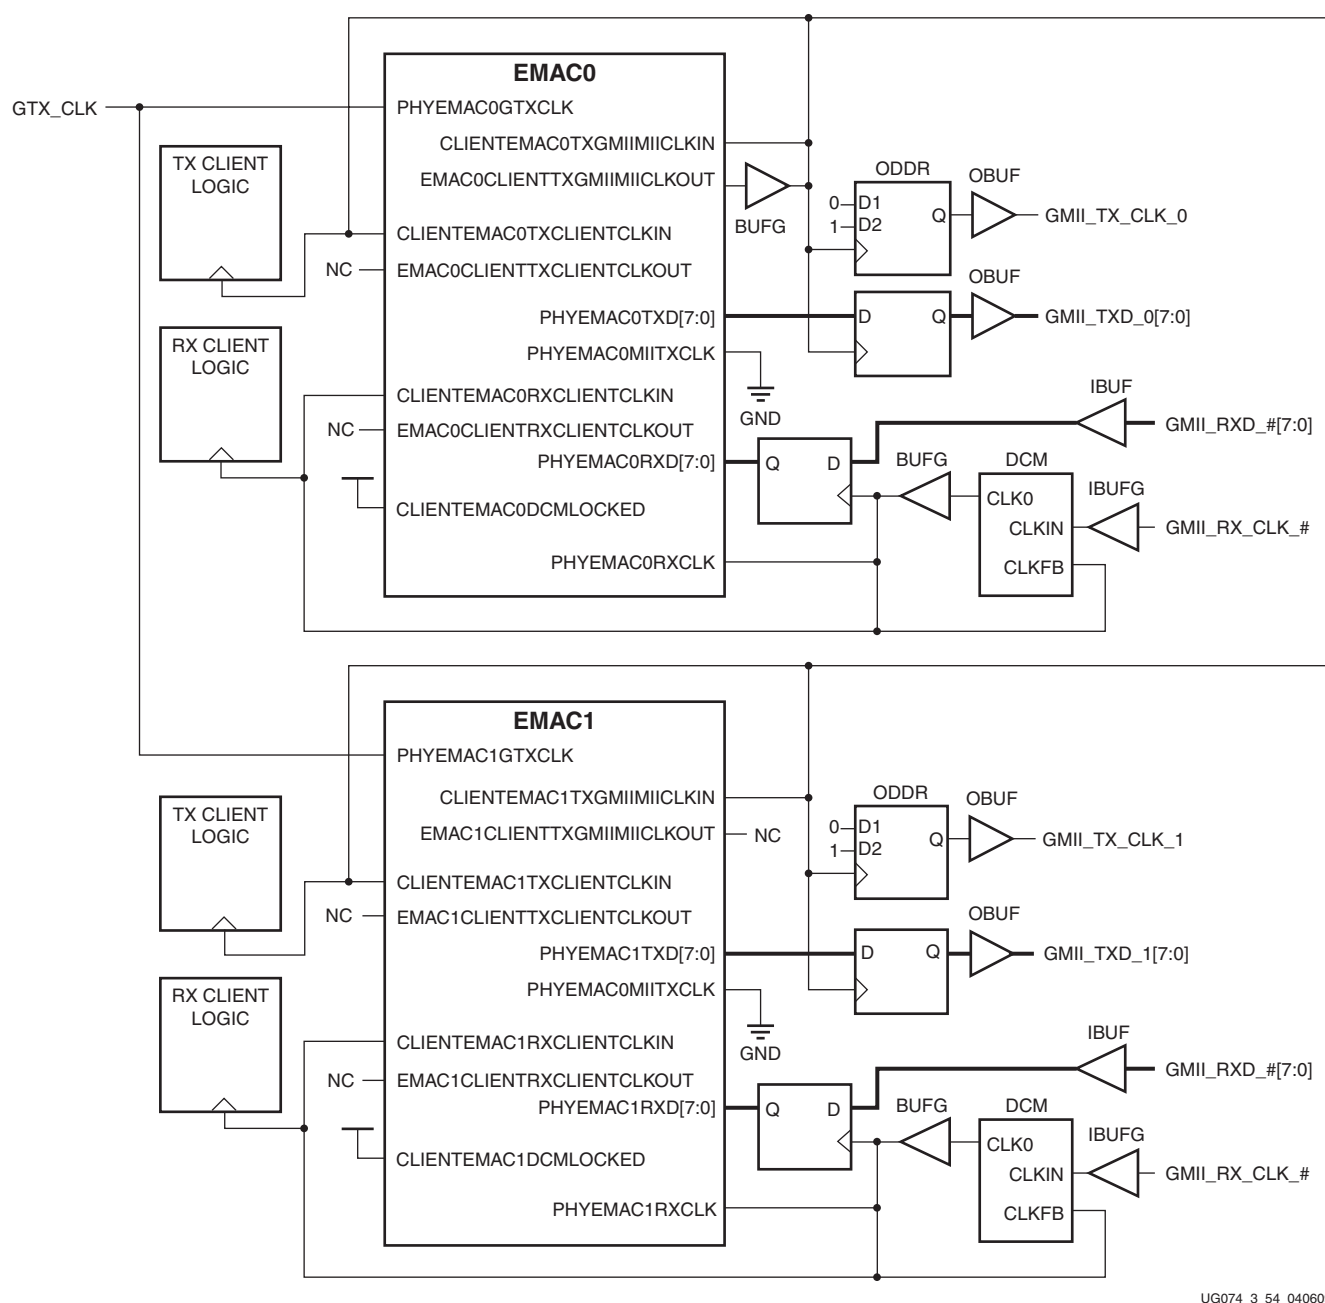 EMAC0
GTX_CLK
PHYEMAC0GTXCLK
CLIENTEMAC0TXGMIIMIICLKIN
TX CLIENT
LOGIC
EMAC0CLIENTTXGMIIMIICLKOUT
BUFG
ODDR
OBUF
0
D1
1
D2
Q
GMII_TX_CLK_0
CLIENTEMAC0TXCLIENTCLKIN
NC
EMAC0CLIENTTXCLIENTCLKOUT
OBUF
PHYEMAC0TXD[7:0]
D
Q
GMII_TXD_0[7:0]
RX CLIENT
LOGIC
PHYEMAC0MIITXCLK
GND
CLIENTEMAC0RXCLIENTCLKIN
IBUF
GMII_RXD_#[7:0]
NC
EMAC0CLIENTRXCLIENTCLKOUT
PHYEMAC0RXD[7:0]
Q
D
BUFG
DCM
CLK0
IBUFG
CLIENTEMAC0DCMLOCKED
CLKIN
GMII_RX_CLK_#
PHYEMAC0RXCLK
CLKFB
EMAC1
PHYEMAC1GTXCLK
CLIENTEMAC1TXGMIIMIICLKIN
TX CLIENT
LOGIC
EMAC1CLIENTTXGMIIMIICLKOUT
NC
ODDR
OBUF
0
D1
1
D2
Q
GMII_TX_CLK_1
CLIENTEMAC1TXCLIENTCLKIN
NC
EMAC1CLIENTTXCLIENTCLKOUT
OBUF
PHYEMAC1TXD[7:0]
D
Q
GMII_TXD_1[7:0]
RX CLIENT
LOGIC
PHYEMAC0MIITXCLK
GND
CLIENTEMAC1RXCLIENTCLKIN
IBUF
GMII_RXD_#[7:0]
NC
EMAC1CLIENTRXCLIENTCLKOUT
PHYEMAC1RXD[7:0]
Q
D
BUFG
DCM
CLK0
IBUFG
CLIENTEMAC1DCMLOCKED
CLKIN
GMII_RX_CLK_#
PHYEMAC1RXCLK
CLKFB
UG074_3_54_04060